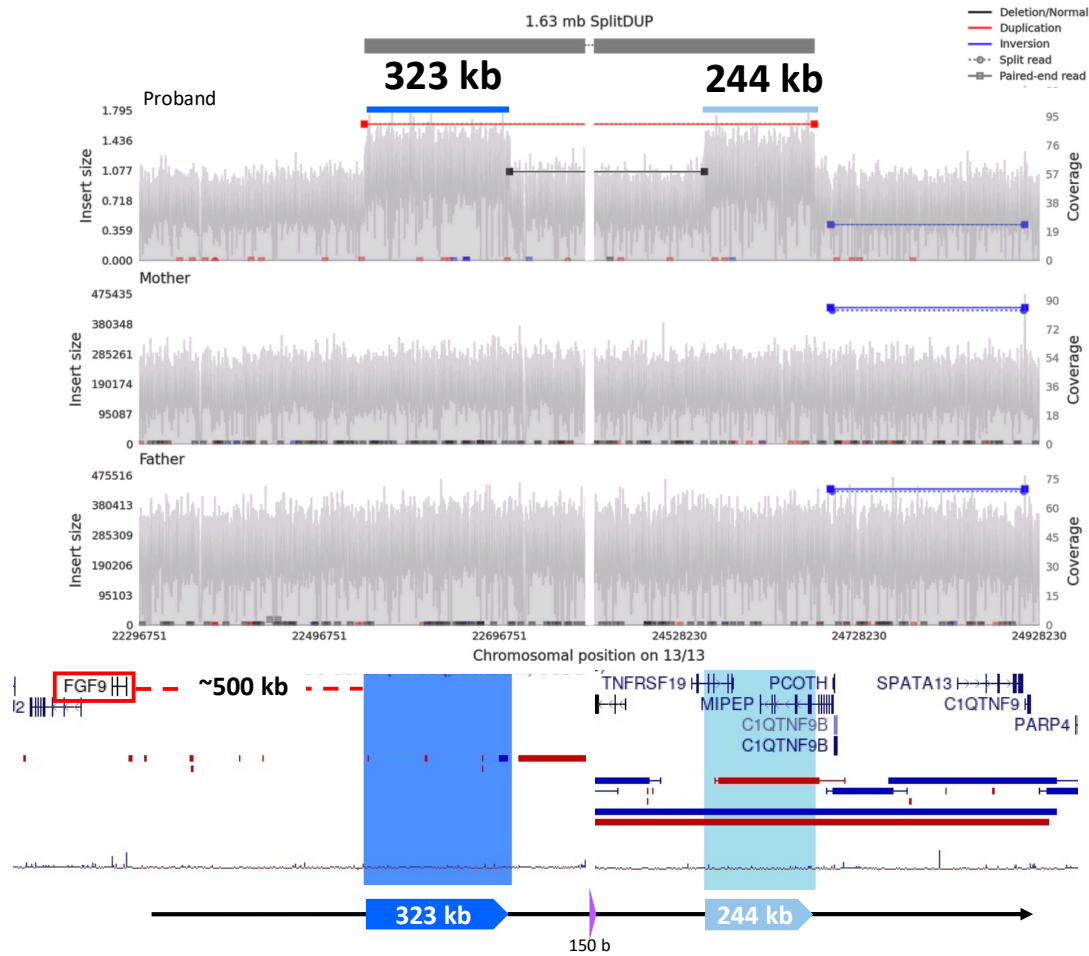 1.63 mb SplitDUP
Deletion/Normal
Duplication
Inversion
Split read
Paired-end read
323 kb
244 kb
Proband
1.795
1.436
1.077
0.718
0.359
0.000
Insert size
95
76
57
38
19
0
Coverage
Mother
475435
380348
285261
190174
95087
0
Insert size
90
72
54
36
18
0
Coverage
Father
475516
380413
285309
190206
95103
0
Insert size
75
60
45
30
15
0
Coverage
22296751
22496751
22696751
24528230
24728230
24928230
Chromosomal position on 13/13
FGF9
~500 kb
TNFRSF19
PCOTH
SPATA13
MIPEP
C1QTNF9
C1QTNF9B
PARP4
C1QTNF9B
323 kb
244 kb
150 b